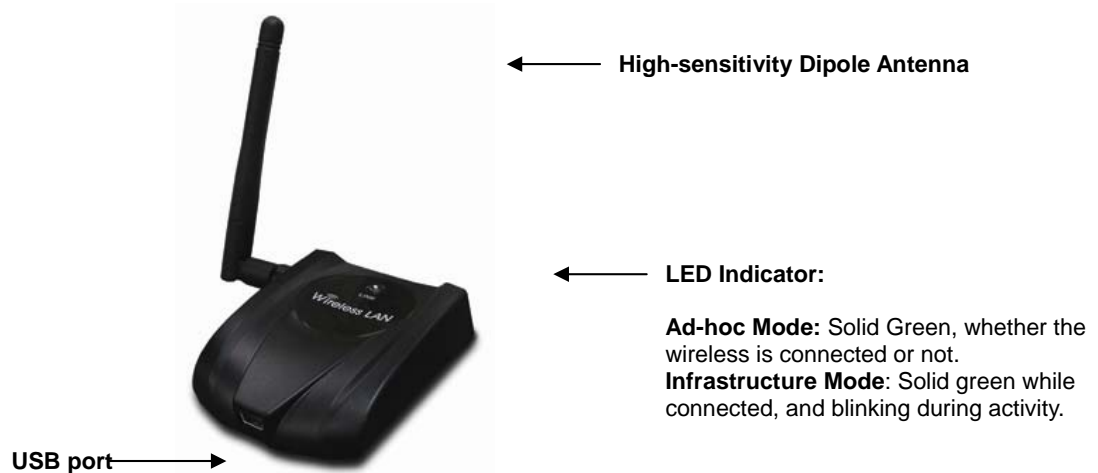 High-sensitivity Dipole Antenna
LINK
Wireless LAN
LED Indicator:
Ad-hoc Mode: Solid Green, whether the
wireless is connected or not.
Infrastructure Mode: Solid green while
connected, and blinking during activity.
USB port